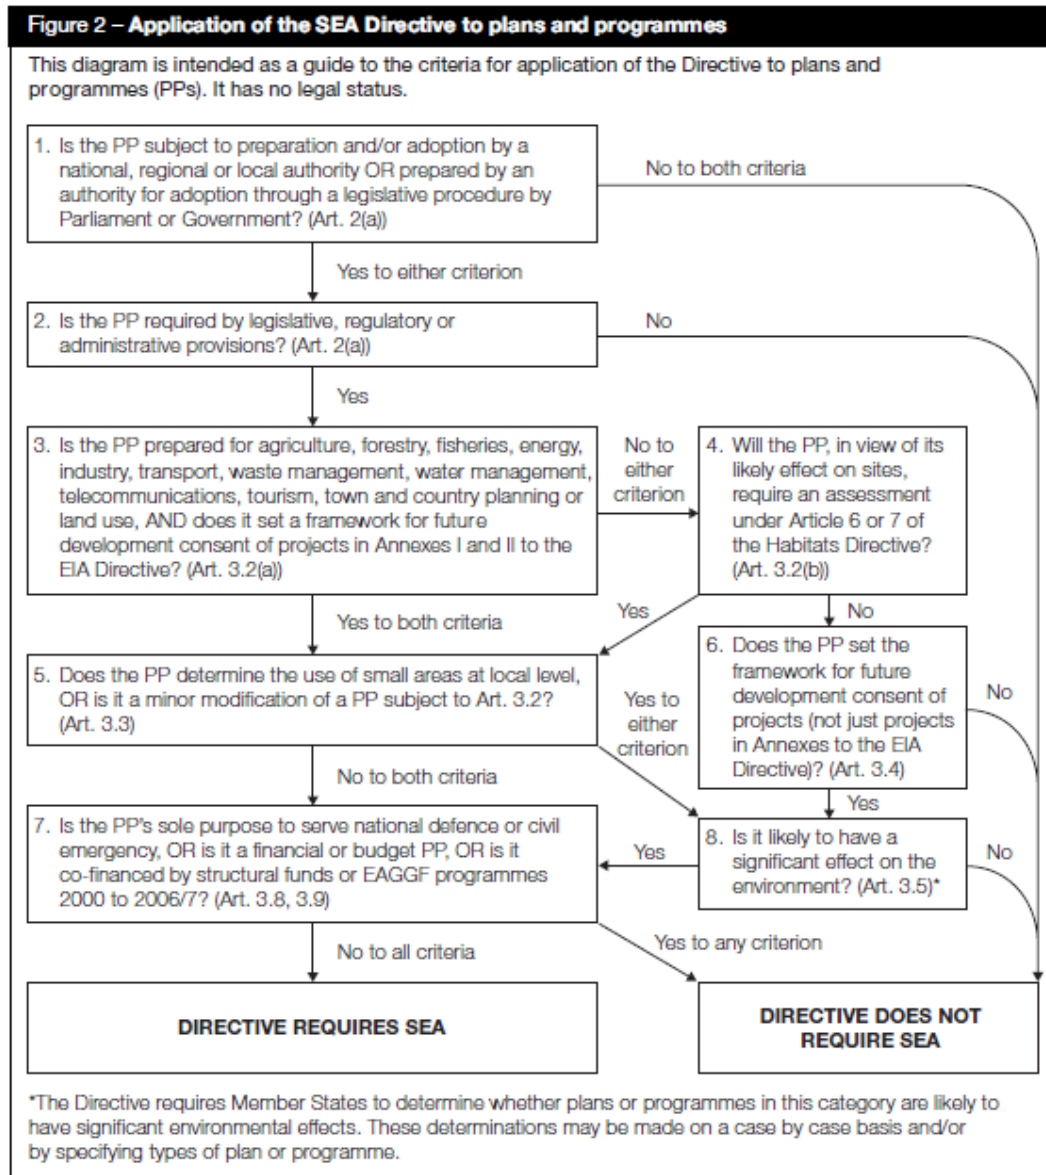 Figure 2 – Application of the SEA Directive to plans and programmes
This diagram is intended as a guide to the criteria for application of the Directive to plans and
programmes (PPs). It has no legal status.
1. Is the PP subject to preparation and/or adoption by a
national, regional or local authority OR prepared by an
authority for adoption through a legislative procedure by
Parliament or Government? (Art. 2(a))
No to both criteria
Yes to either criterion
2. Is the PP required by legislative, regulatory or
administrative provisions? (Art. 2(a))
No
Yes
3. Is the PP prepared for agriculture, forestry, fisheries, energy,
industry, transport, waste management, water management,
telecommunications, tourism, town and country planning or
land use, AND does it set a framework for future
development consent of projects in Annexes I and II to the
EIA Directive? (Art. 3.2(a))
No to
either
criterion
4. Will the PP, in view of its
likely effect on sites,
require an assessment
under Article 6 or 7 of
the Habitats Directive?
(Art. 3.2(b))
Yes to both criteria
Yes
No
5. Does the PP determine the use of small areas at local level,
OR is it a minor modification of a PP subject to Art. 3.2?
(Art. 3.3)
Yes to
either
criterion
6. Does the PP set the
framework for future
development consent of
projects (not just projects
in Annexes to the EIA
Directive)? (Art. 3.4)
No
No to both criteria
Yes
7. Is the PP's sole purpose to serve national defence or civil
emergency, OR is it a financial or budget PP, OR is it
co-financed by structural funds or EAGGF programmes
2000 to 2006/7? (Art. 3.8, 3.9)
Yes
8. Is it likely to have a
significant effect on the
environment? (Art. 3.5)*
No
No to all criteria
Yes to any criterion
DIRECTIVE REQUIRES SEA
DIRECTIVE DOES NOT
REQUIRE SEA
*The Directive requires Member States to determine whether plans or programmes in this category are likely to
have significant environmental effects. These determinations may be made on a case by case basis and/or
by specifying types of plan or programme.